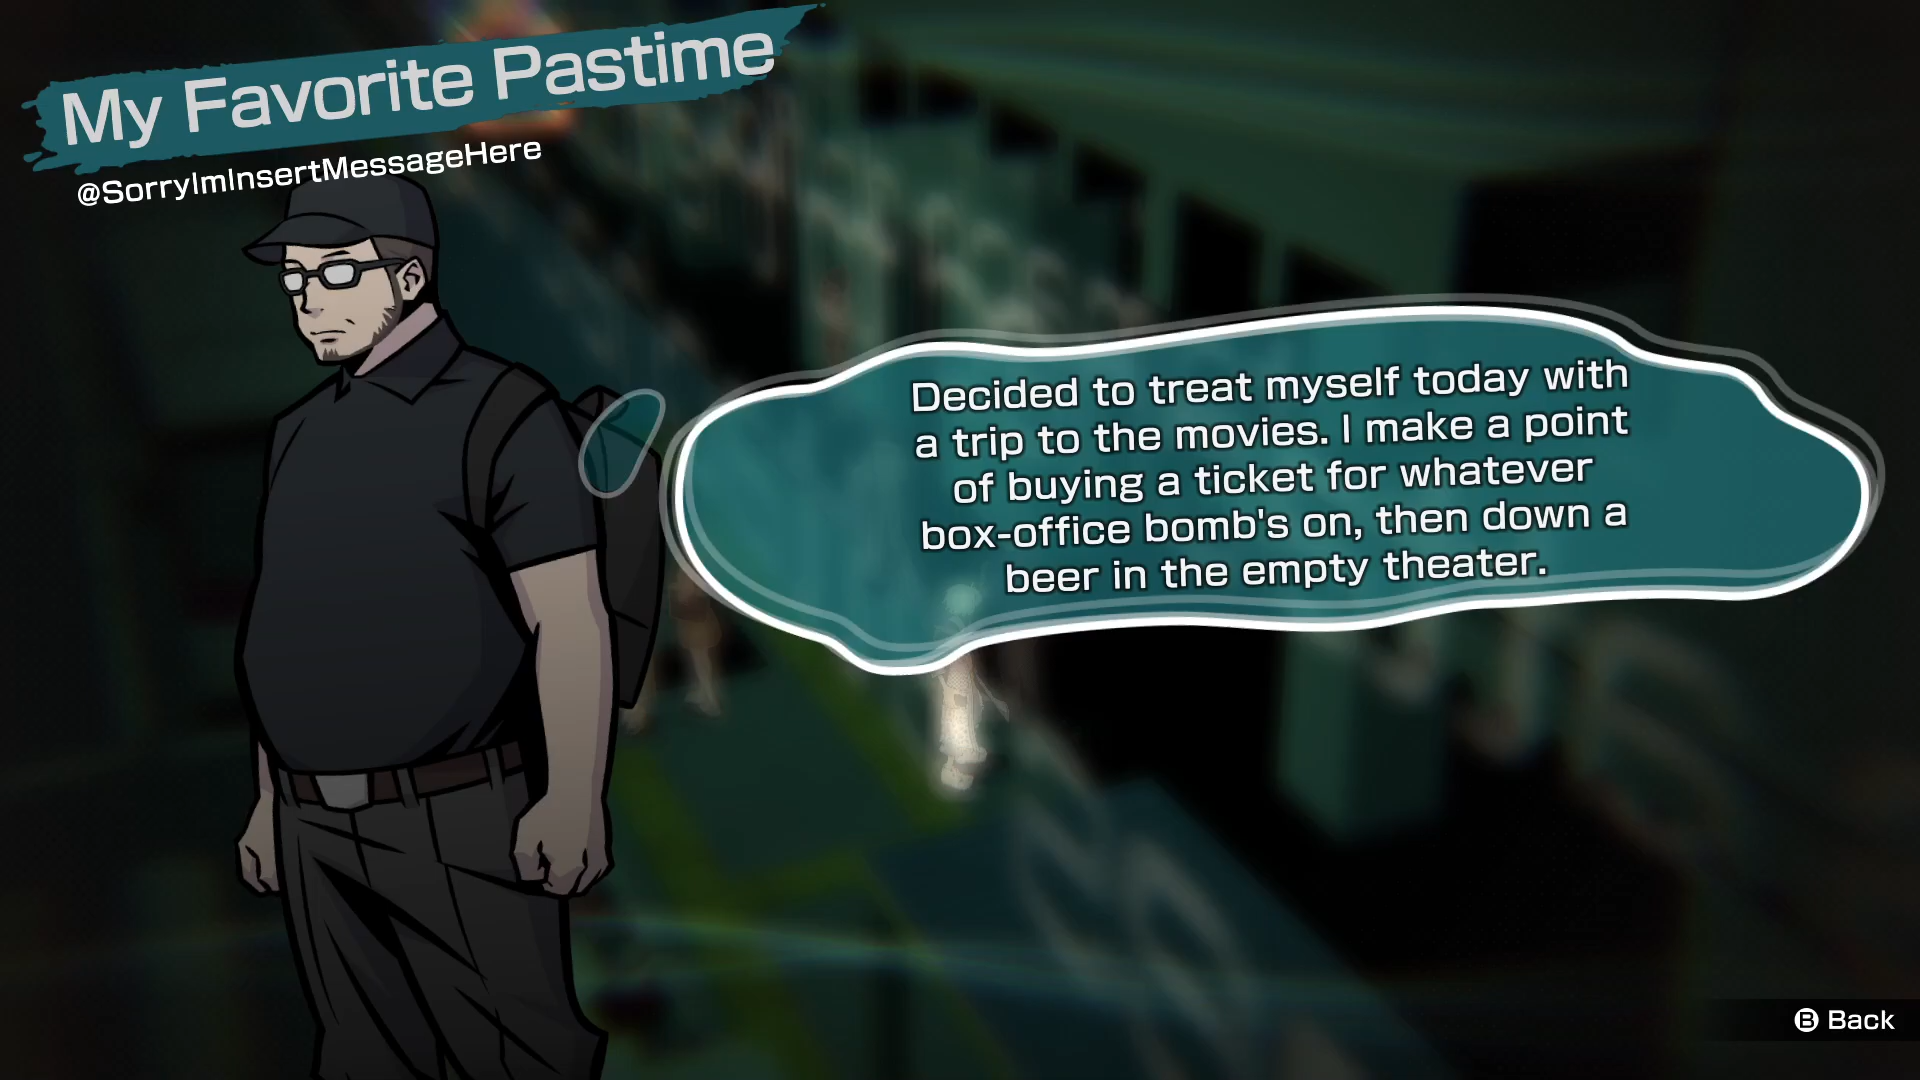 My Favorite Pastime
@SorryImInsertMessageHere
Decided to treat myself today with
a trip to the movies. I make a point
of buying a ticket for whatever
box-office bomb's on, then down a
beer in the empty theater.
B Back